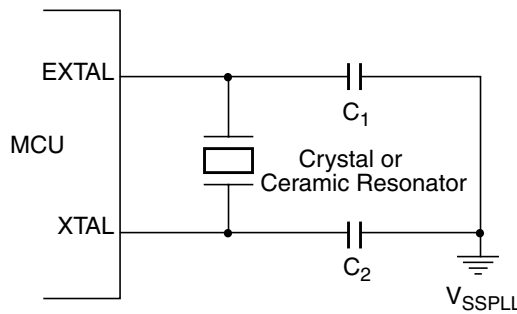 EXTAL
C1
MCU
Crystal or
Ceramic Resonator
XTAL
C2
VSSPLL